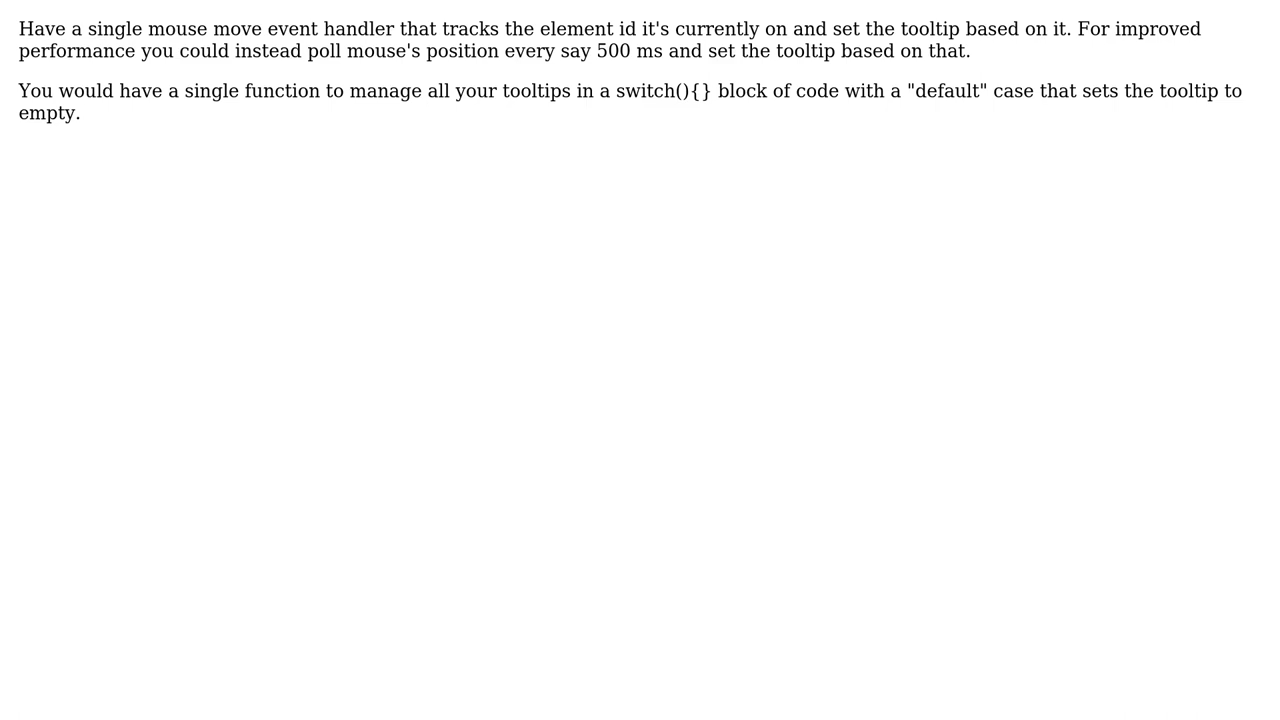 Have a single mouse move event handler that tracks the element id it's currently on and set the tooltip based on it. For improved
performance you could instead poll mouse's position every say 500 ms and set the tooltip based on that.
You would have a single function to manage all your tooltips in a switch(){} block of code with a "default" case that sets the tooltip to
empty.